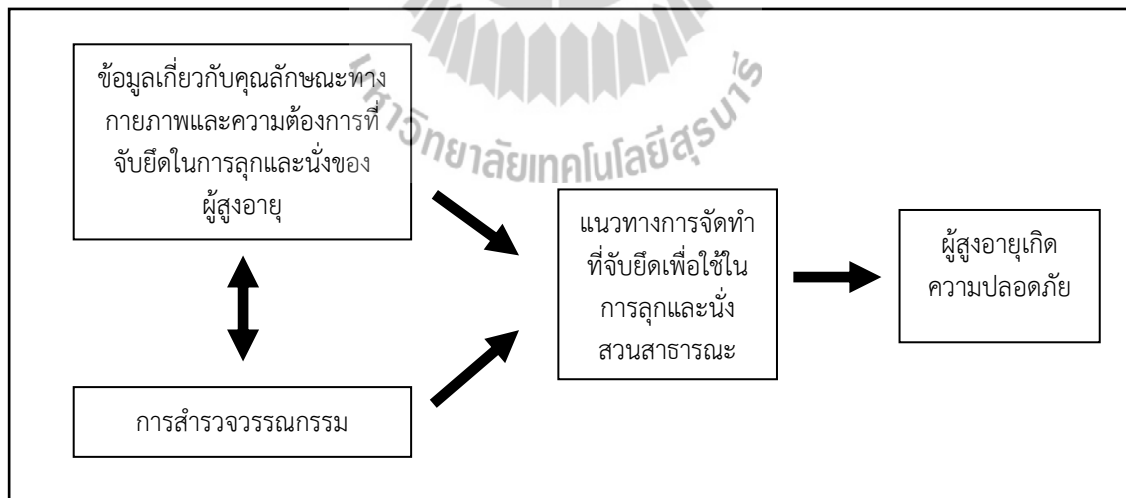 ข้อมูลเกี่ยวกับคุณลักษณะทาง
กายภาพและความต้องการที่
จับยึดในการลุกและนั่งของ
ผู้สูงอายุ
การสำรวจวรรณกรรม
แนวทางการจัดทำ
ที่จับยึดเพื่อใช้ใน
การลุกและนั่ง
สวนสาธารณะ
ผู้สูงอายุเกิด
ความปลอดภัย